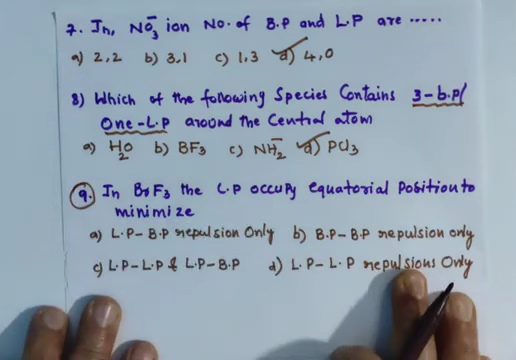 7. In, NO₃⁻ ion No. of B.P and L.P are .....
a) 2,2 b) 3,1 c) 1,3 d) 4,0
8) Which of the following Species Contains 3-b.p/
One-L.P around the Central atom
a) H₂O b) BF₃ c) NH₂⁻ d) PCl₃
9. In BrF₃ the L.P occupy equatorial Position to
minimize
a) L.P-B.P repulsion Only b) B.P-B.P repulsion only
c) L.P-L.P & L.P-B.P d) L.P-L.P repulsions Only